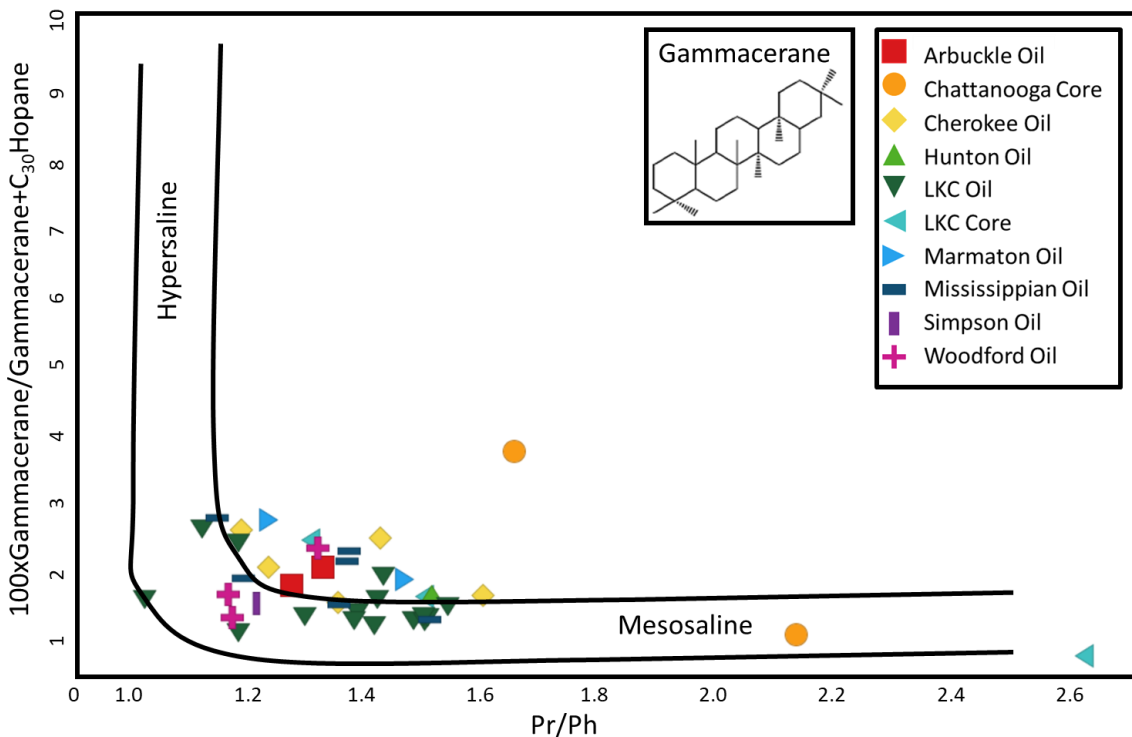 10
9
8
7
6
5
4
3
2
1
100xGammacerane/Gammacerane+C₃₀Hopane
Hypersaline
Gammacerane
Arbuckle Oil
Chattanooga Core
Cherokee Oil
Hunton Oil
LKC Oil
LKC Core
Marmaton Oil
Mississippian Oil
Simpson Oil
Woodford Oil
Mesosaline
0 1.0 1.2 1.4 1.6 1.8 2.0 2.2 2.4 2.6
Pr/Ph